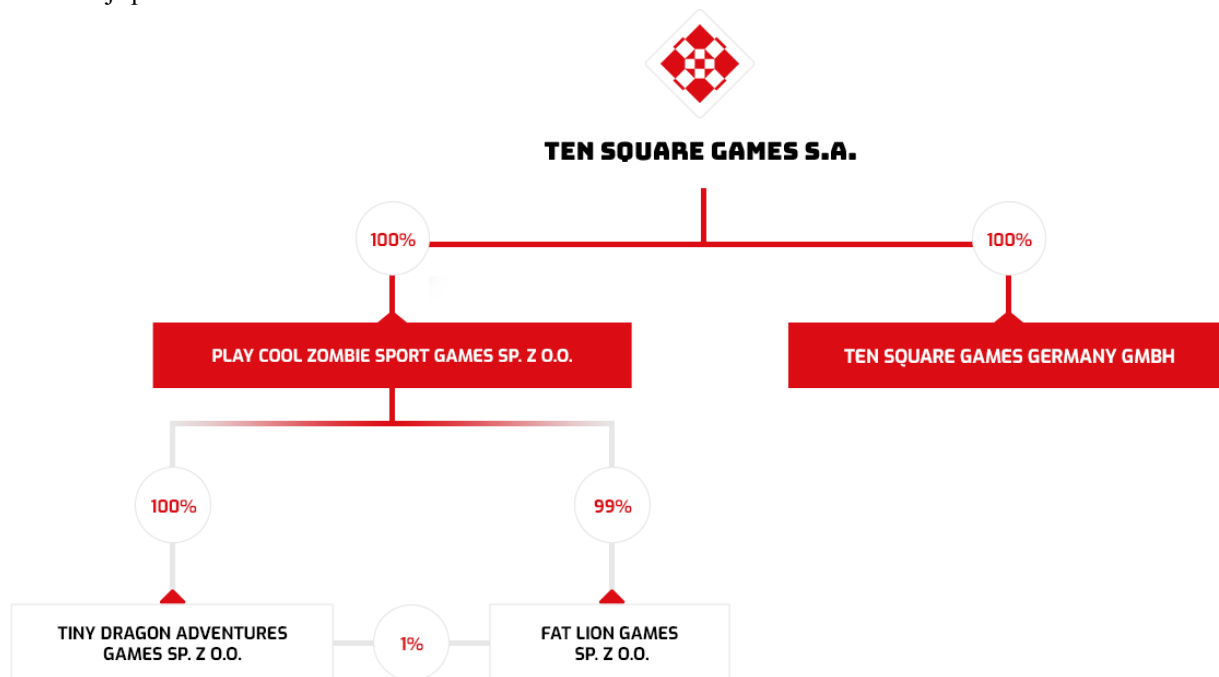 TEN SQUARE GAMES S.A.
100%
100%
PLAY COOL ZOMBIE SPORT GAMES SP. Z O.O.
TEN SQUARE GAMES GERMANY GMBH
100%
99%
TINY DRAGON ADVENTURES
GAMES SP. Z O.O.
1%
FAT LION GAMES
SP. Z O.O.